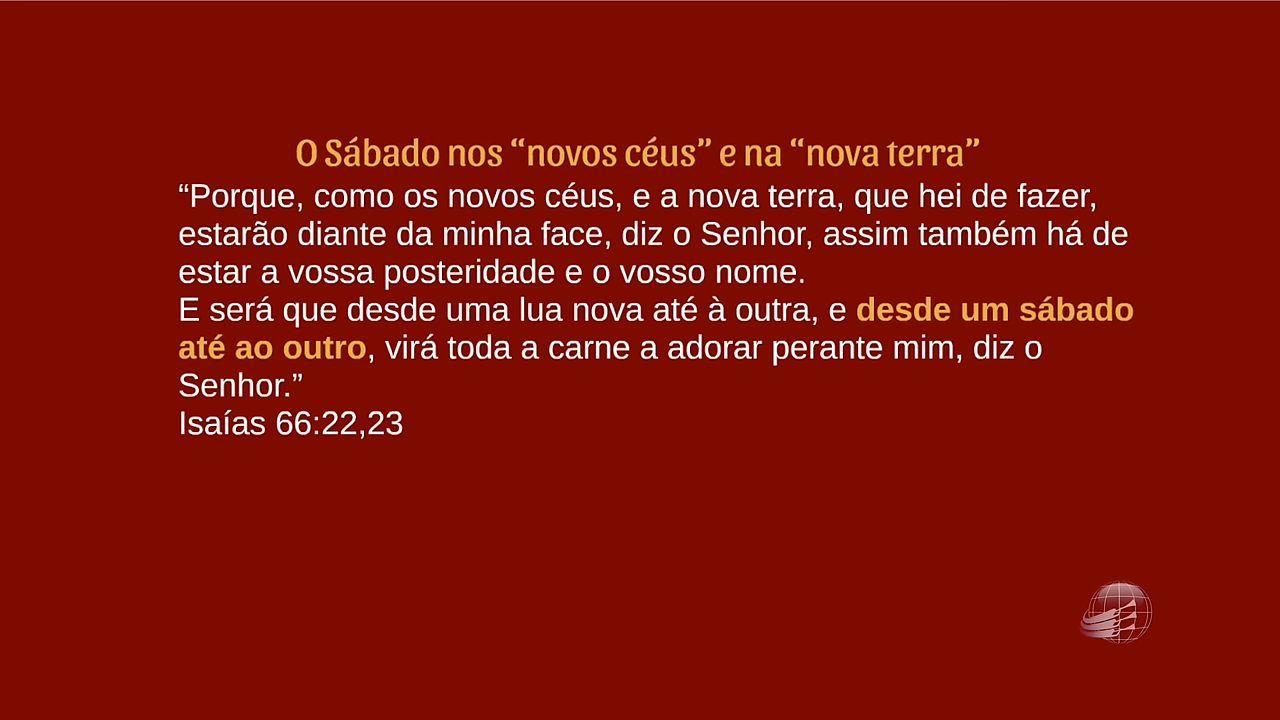 O Sábado nos “novos céus” e na “nova terra”
“Porque, como os novos céus, e a nova terra, que hei de fazer,
estarão diante da minha face, diz o Senhor, assim também há de
estar a vossa posteridade e o vosso nome.
E será que desde uma lua nova até à outra, e desde um sábado
até ao outro, virá toda a carne a adorar perante mim, diz o
Senhor.”
Isaías 66:22,23